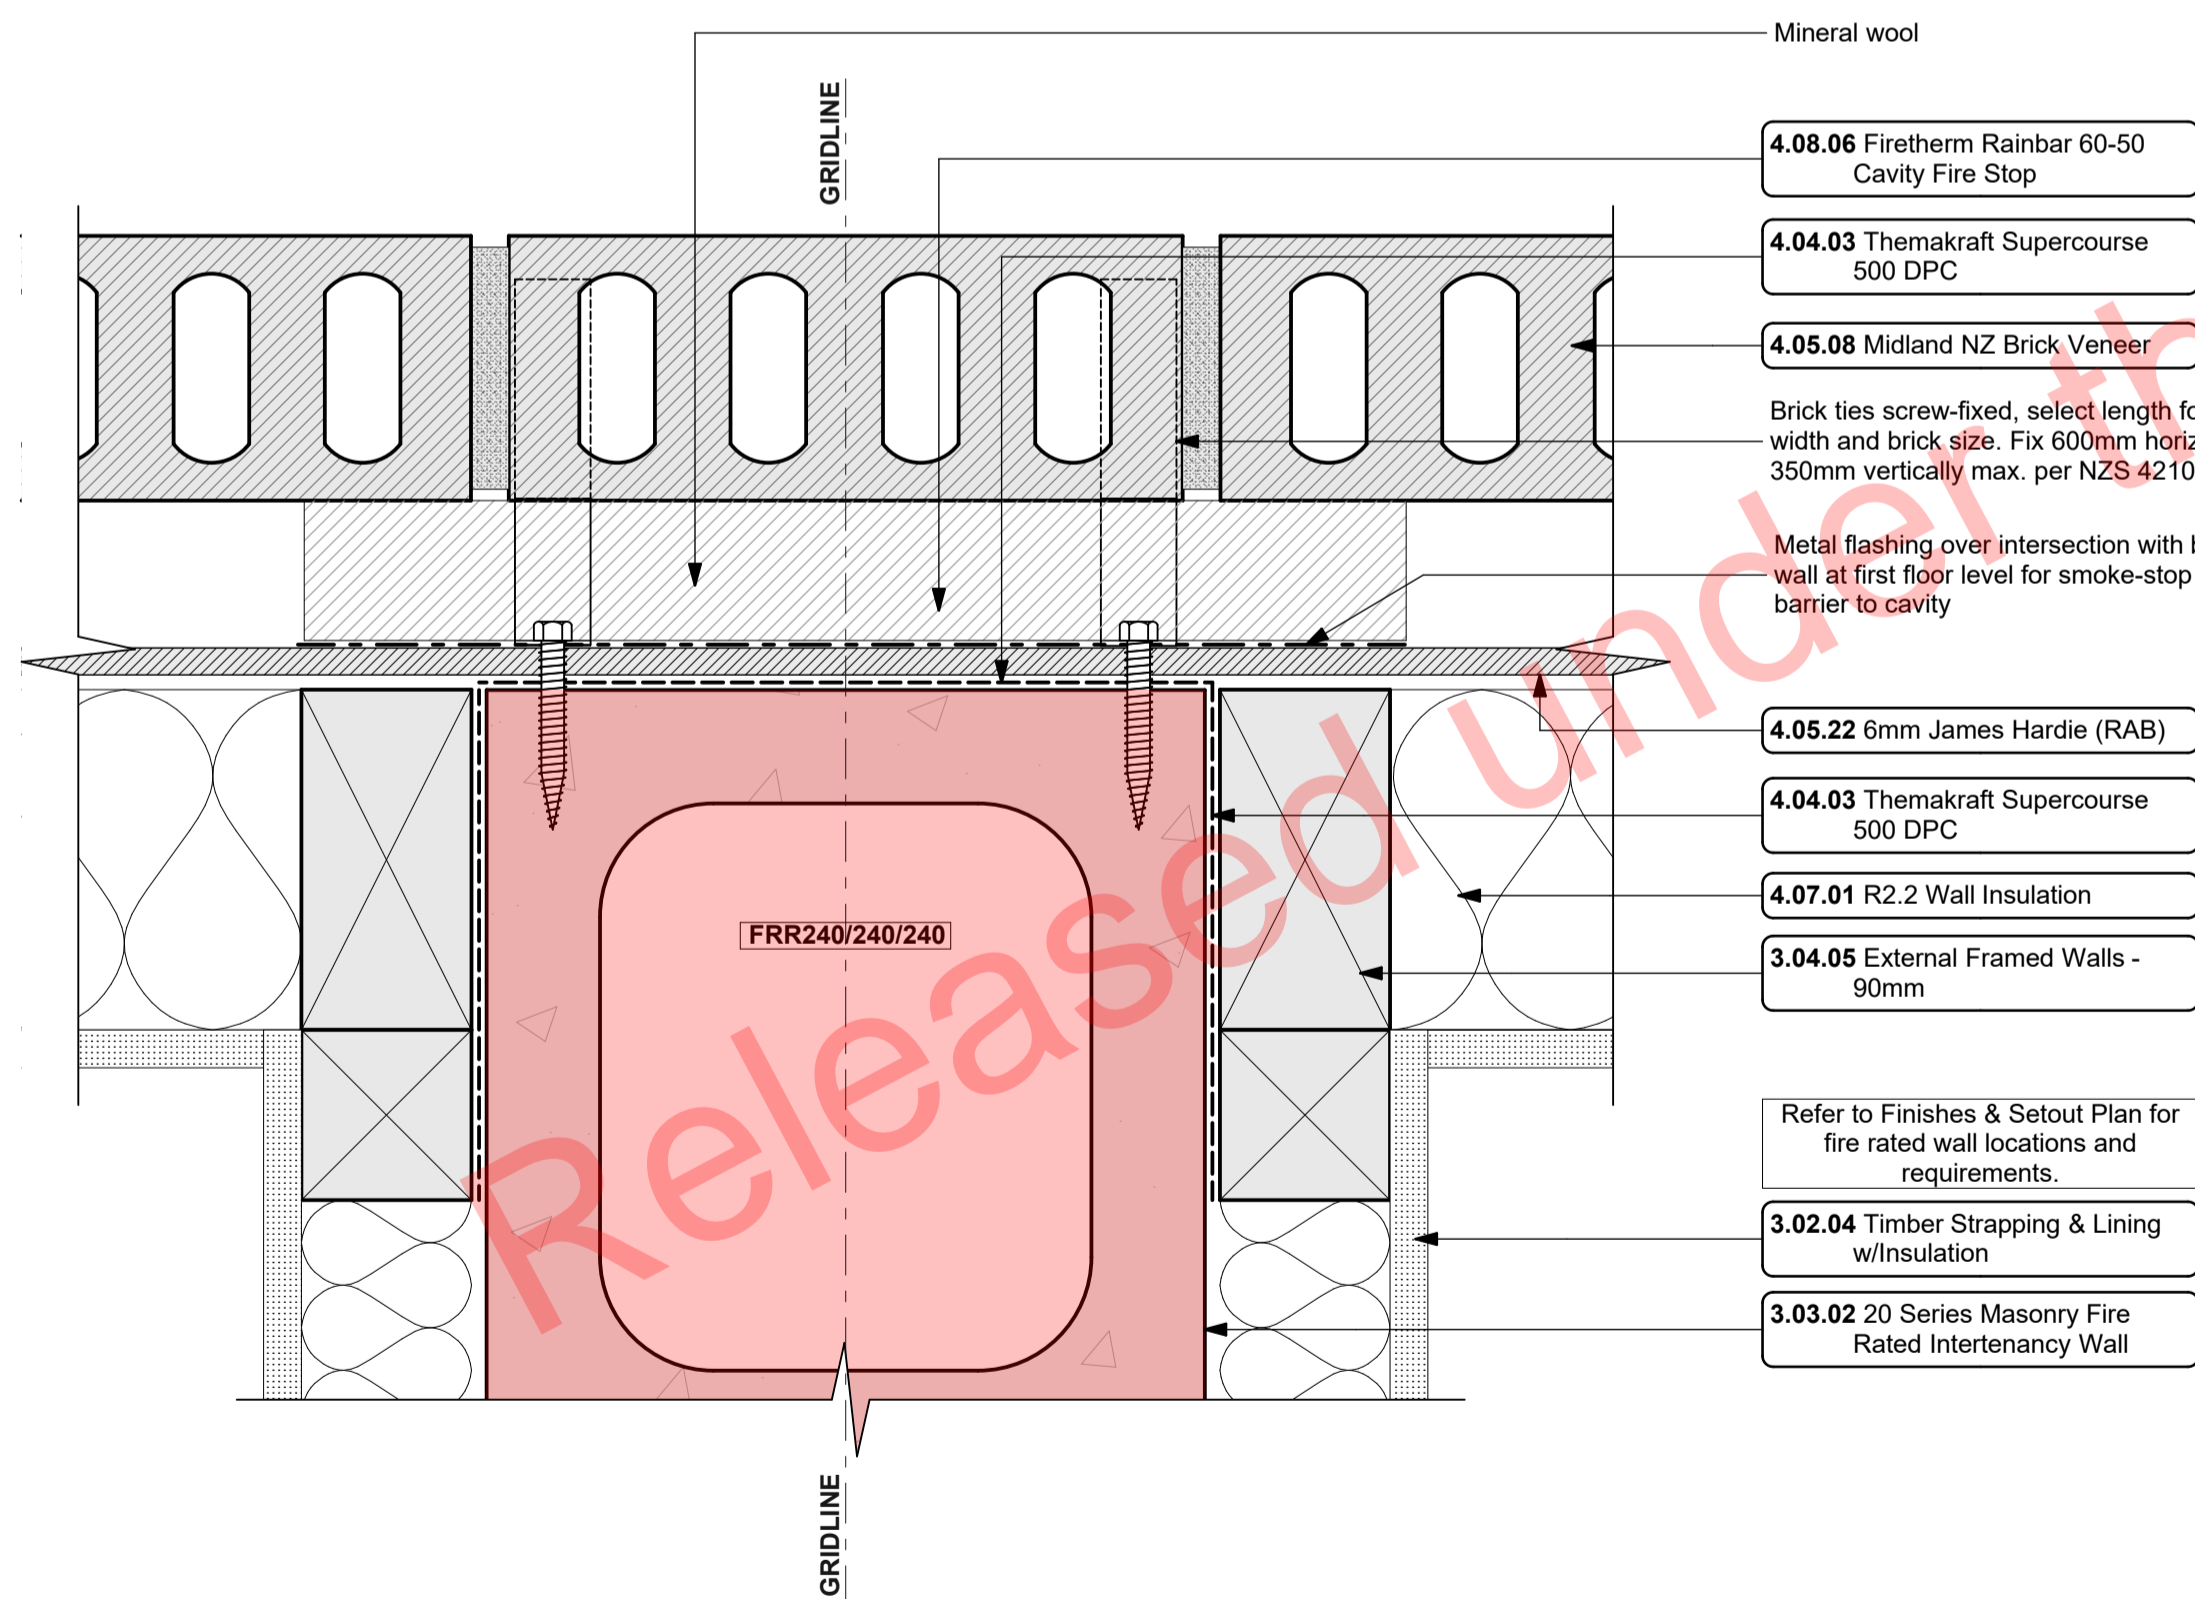 Mineral wool
GRIDLINE
4.08.06 Firetherm Rainbar 60-50
Cavity Fire Stop
4.04.03 Themakraft Supercourse
500 DPC
4.05.08 Midland NZ Brick Veneer
Brick ties screw-fixed, select length
width and brick size. Fix 600mm
350mm vertically max. per NZS 4210
Metal flashing over intersection with
wall at first floor level for smoke-stop
barrier to cavity
4.05.22 6mm James Hardie (RAB)
4.04.03 Themakraft Supercourse
500 DPC
4.07.01 R2.2 Wall Insulation
FRR240/240/240
3.04.05 External Framed Walls -
90mm
Refer to Finishes & Setout Plan for
fire rated wall locations and
requirements.
3.02.04 Timber Strapping & Lining
w/Insulation
3.03.02 20 Series Masonry Fire
Rated Intertenancy Wall
GRIDLINE
Released under